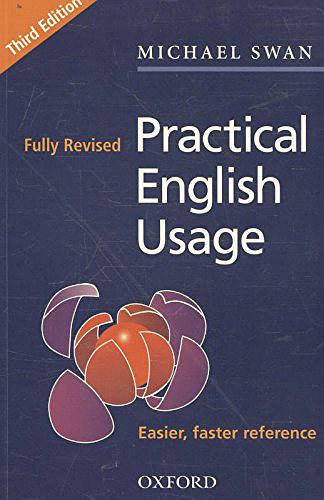 Third Edition
MICHAEL SWAN
Fully Revised
Practical
English
Usage
Easier, faster reference
OXFORD